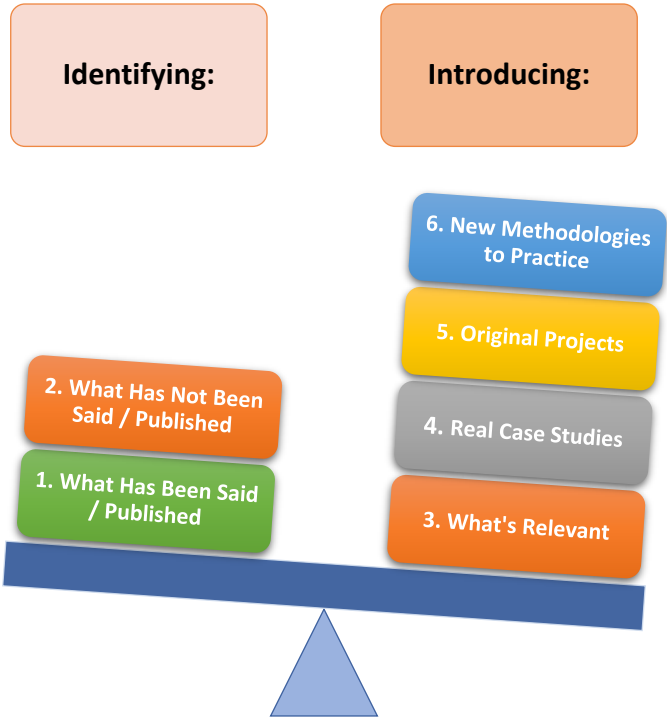 Identifying:
Introducing:
6. New Methodologies
to Practice
5. Original Projects
2. What Has Not Been
Said / Published
4. Real Case Studies
1. What Has Been Said
/ Published
3. What's Relevant